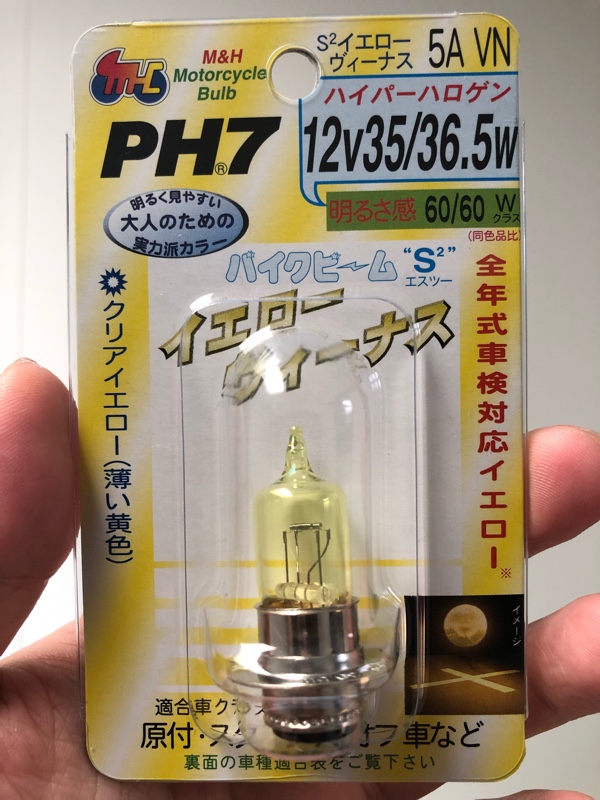 MHC
M&H
Motorcycle
Bulb
S²イエロー
ヴィーナス
5A VN
PH7®
ハイパーハロゲン
12v35/36.5w
明るさ感 60/60 W
クラス
(同色品比)
明るく見やすい
大人のための
実力派カラー
バイクビーム "S²"
エスツー
イエロー
ヴィーナス
クリアイエロー(薄い黄色)
全年式車検対応イエロー※
イメージ
適合車クラス
原付・
車など
裏面の車種適合表をご覧下さい